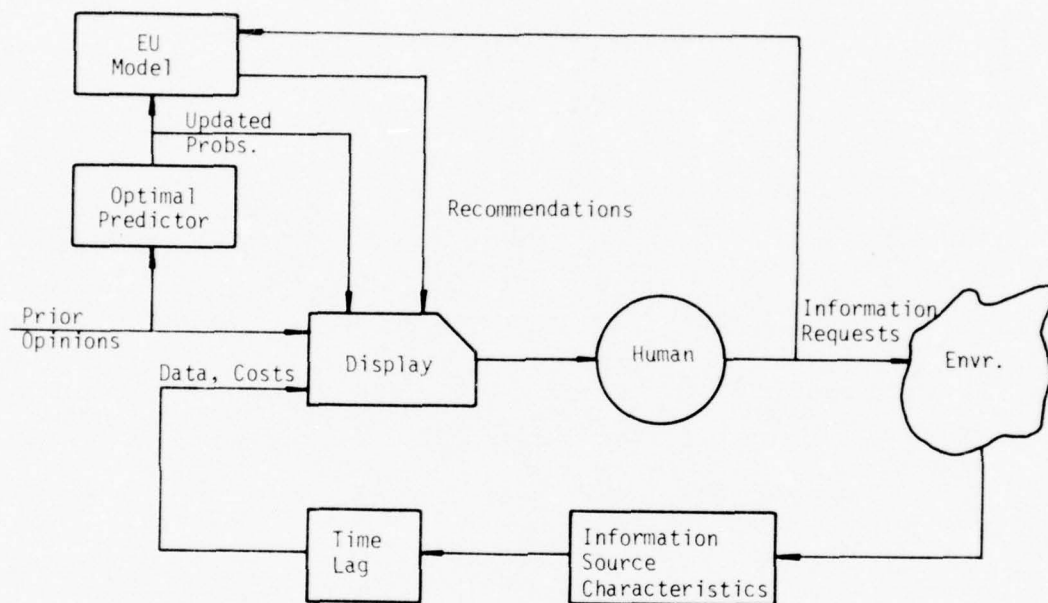 EU
Model
Updated
Probs.
Optimal
Predictor
Recommendations
Prior
Opinions
Information
Requests
Data, Costs
Display
Human
Envr.
Time
Lag
Information
Source
Characteristics